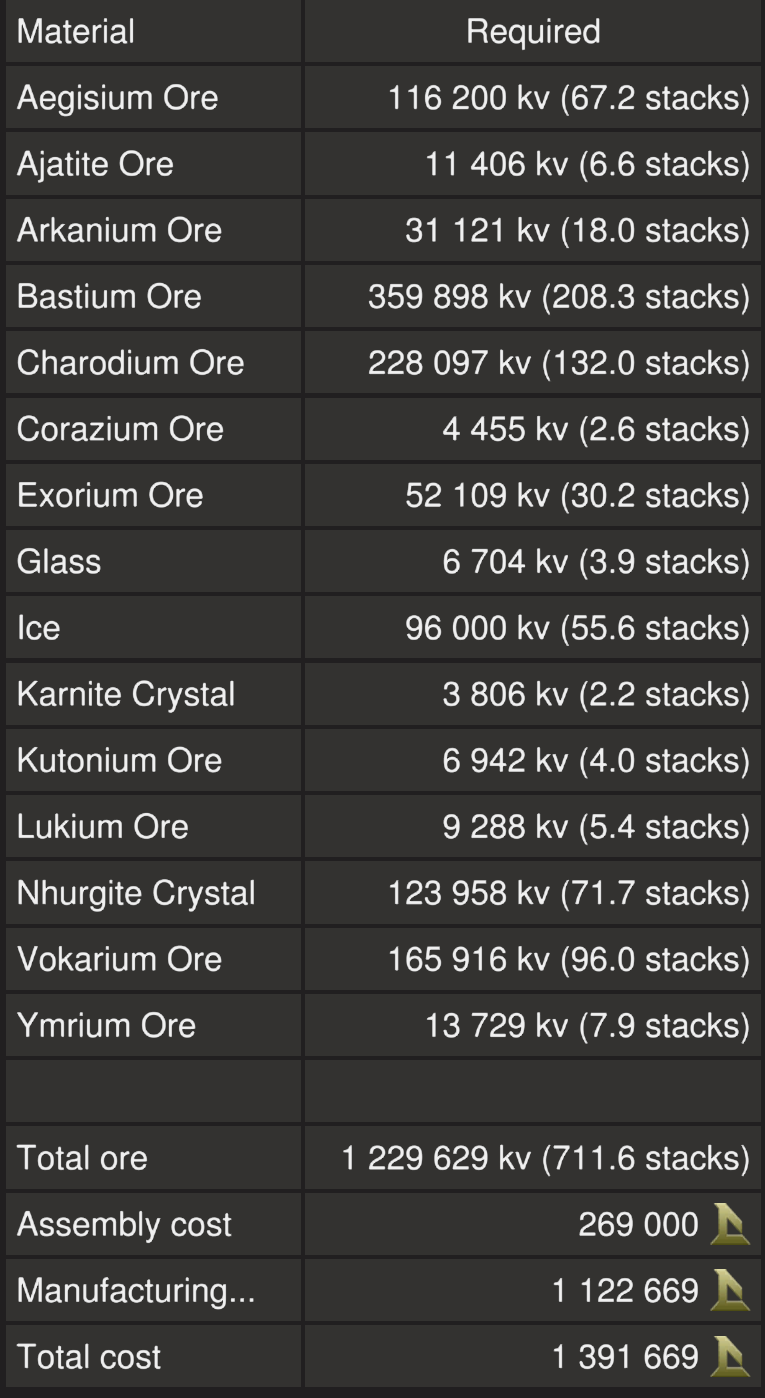 Material Required
Aegisium Ore 116 200 kv (67.2 stacks)
Ajatite Ore 11 406 kv (6.6 stacks)
Arkanium Ore 31 121 kv (18.0 stacks)
Bastium Ore 359 898 kv (208.3 stacks)
Charodium Ore 228 097 kv (132.0 stacks)
Corazium Ore 4 455 kv (2.6 stacks)
Exorium Ore 52 109 kv (30.2 stacks)
Glass 6 704 kv (3.9 stacks)
Ice 96 000 kv (55.6 stacks)
Karnite Crystal 3 806 kv (2.2 stacks)
Kutonium Ore 6 942 kv (4.0 stacks)
Lukium Ore 9 288 kv (5.4 stacks)
Nhurgite Crystal 123 958 kv (71.7 stacks)
Vokarium Ore 165 916 kv (96.0 stacks)
Ymrium Ore 13 729 kv (7.9 stacks)
Total ore 1 229 629 kv (711.6 stacks)
Assembly cost 269 000
Manufacturing... 1 122 669
Total cost 1 391 669